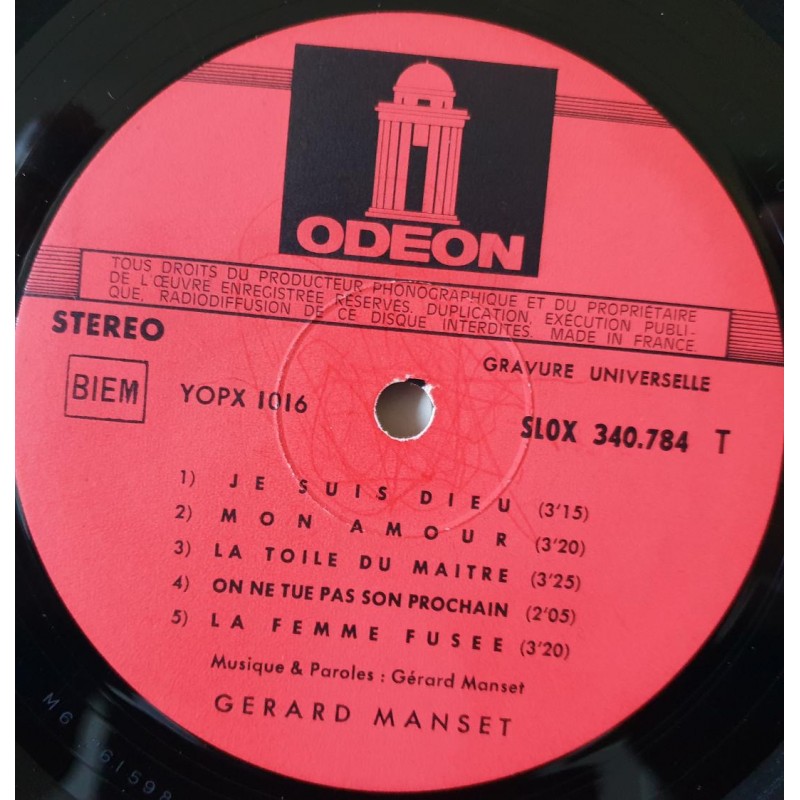 ODEON
TOUS DROITS DU PRODUCTEUR PHONOGRAPHIQUE ET DU PROPRIÉTAIRE
DE L'ŒUVRE ENREGISTRÉE RÉSERVÉS. DUPLICATION, EXÉCUTION PUBLI-
QUE, RADIODIFFUSION DE CE DISQUE INTERDITES. MADE IN FRANCE.
STEREO
GRAVURE UNIVERSELLE
BIEM
YOPX 1016
SLOX 340.784 T
1) JE SUIS DIEU (3'15)
2) MON AMOUR (3'20)
3) LA TOILE DU MAITRE (3'25)
4) ON NE TUE PAS SON PROCHAIN (2'05)
5) LA FEMME FUSEE (3'20)
Musique & Paroles : Gérard Manset
GERARD MANSET